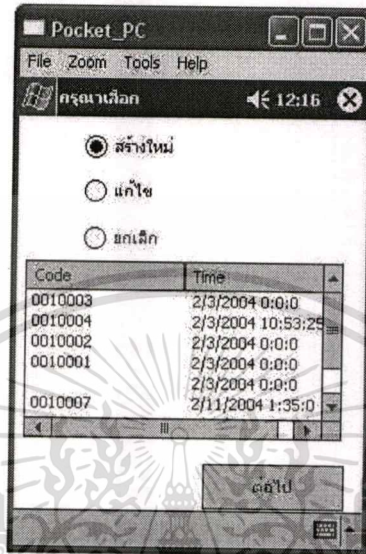 Pocket_PC
File Zoom Tools Help
กรุณาเลือก 12:16
สร้างใหม่
แก้ไข
ยกเลิก
Code Time
0010003 2/3/2004 0:0:0
0010004 2/3/2004 10:53:25
0010002 2/3/2004 0:0:0
0010001 2/3/2004 0:0:0
2/3/2004 0:0:0
0010007 2/11/2004 1:35:0
ต่อไป